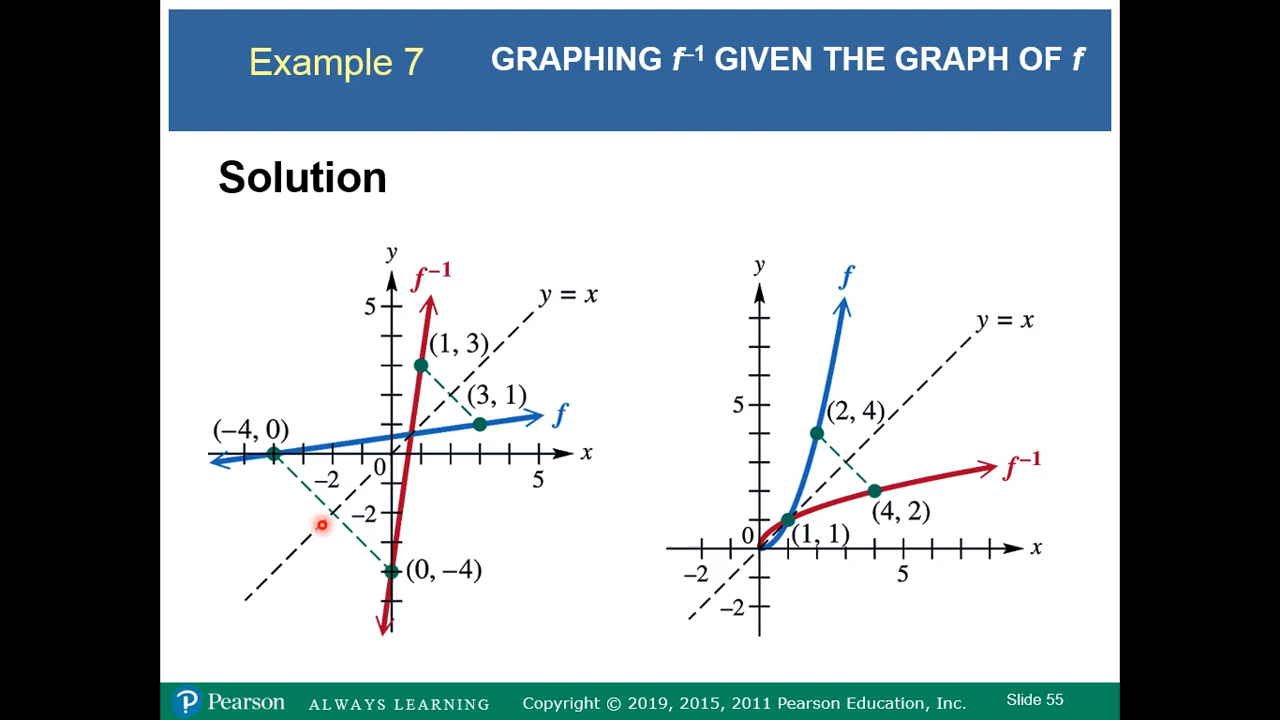 Example 7
GRAPHING f⁻¹ GIVEN THE GRAPH OF f
Solution
y
f⁻¹
5
y = x
(1, 3)
(3, 1)
(−4, 0)
f
x
0
−2
5
−2
(0, −4)
y
f
y = x
5
(2, 4)
f⁻¹
(4, 2)
0
(1, 1)
x
−2
5
−2
Pearson
ALWAYS LEARNING
Copyright © 2019, 2015, 2011 Pearson Education, Inc.
Slide 55